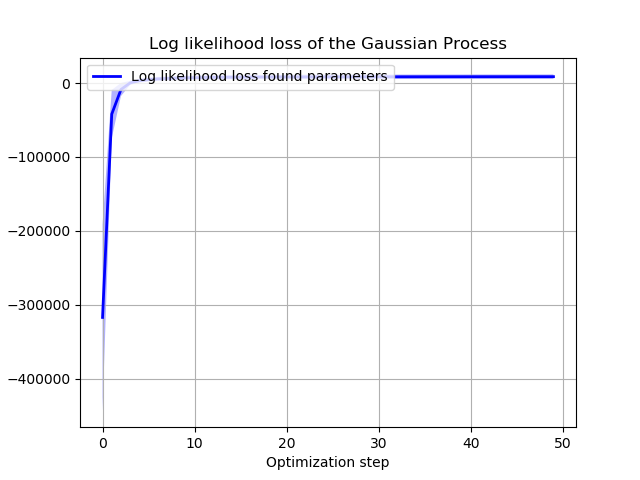 Log likelihood loss of the Gaussian Process
Log likelihood loss found parameters
0
−100000
−200000
−300000
−400000
0 10 20 30 40 50
Optimization step